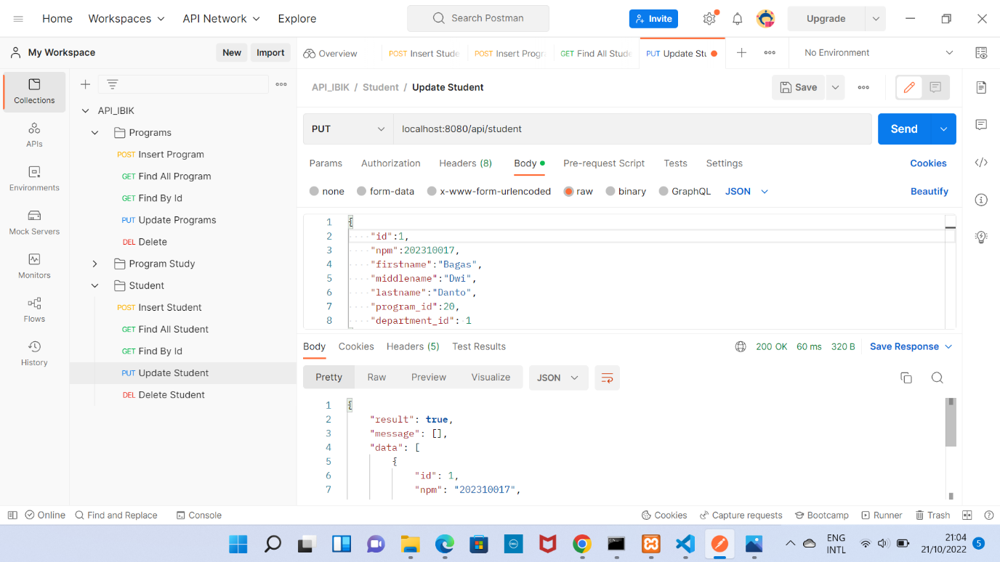 Home Workspaces API Network Explore Search Postman Invite Upgrade
My Workspace New Import Overview POST Insert Stude POST Insert Progr GET Find All Stude PUT Update Stu No Environment
Collections
APIs
Environments
Mock Servers
Monitors
Flows
History
API_IBIK
Programs
POST Insert Program
GET Find All Program
GET Find By Id
PUT Update Programs
DEL Delete
Program Study
Student
POST Insert Student
GET Find All Student
GET Find By Id
PUT Update Student
DEL Delete Student
API_IBIK / Student / Update Student Save
PUT localhost:8080/api/student Send
Params Authorization Headers (8) Body Pre-request Script Tests Settings Cookies
none form-data x-www-form-urlencoded raw binary GraphQL JSON Beautify
1 {
2 "id":1,
3 "npm":202310017,
4 "firstname":"Bagas",
5 "middlename":"Dwi",
6 "lastname":"Danto",
7 "program_id":20,
8 "department_id": 1
Body Cookies Headers (5) Test Results 200 OK 60 ms 320 B Save Response
Pretty Raw Preview Visualize JSON
1 {
2 "result": true,
3 "message": [],
4 "data": [
5 {
6 "id": 1,
7 "npm": "202310017",
Online Find and Replace Console Cookies Capture requests Bootcamp Runner Trash
ENG
INTL
21:04
21/10/2022
5